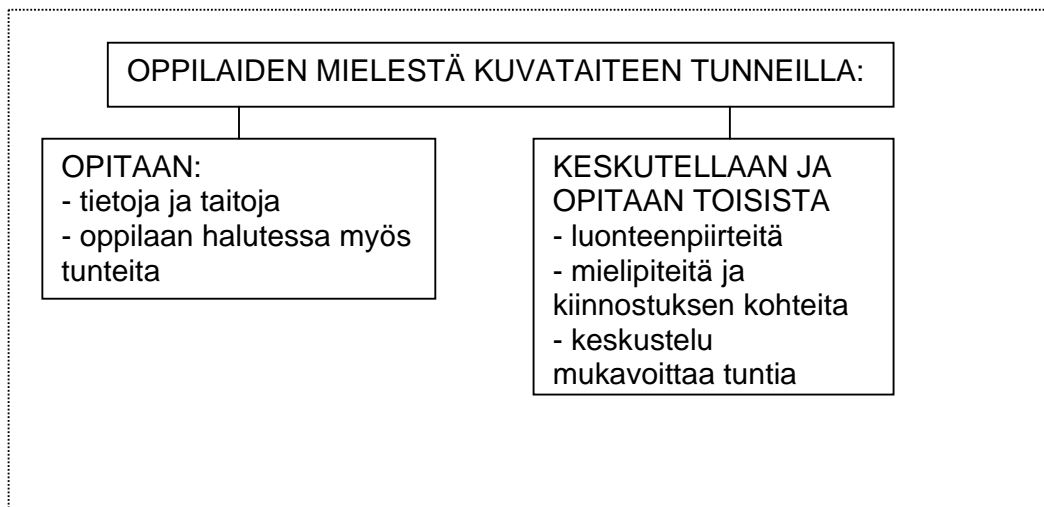 OPPILAIDEN MIELESTÄ KUVATAITEEN TUNNEILLA:
OPITAAN:
- tietoja ja taitoja
- oppilaan halutessa myös
tunteita
KESKUTELLAAN JA
OPITAAN TOISISTA
- luonteenpiirteitä
- mielipiteitä ja
kiinnostuksen kohteita
- keskustelu
mukavoittaa tuntia